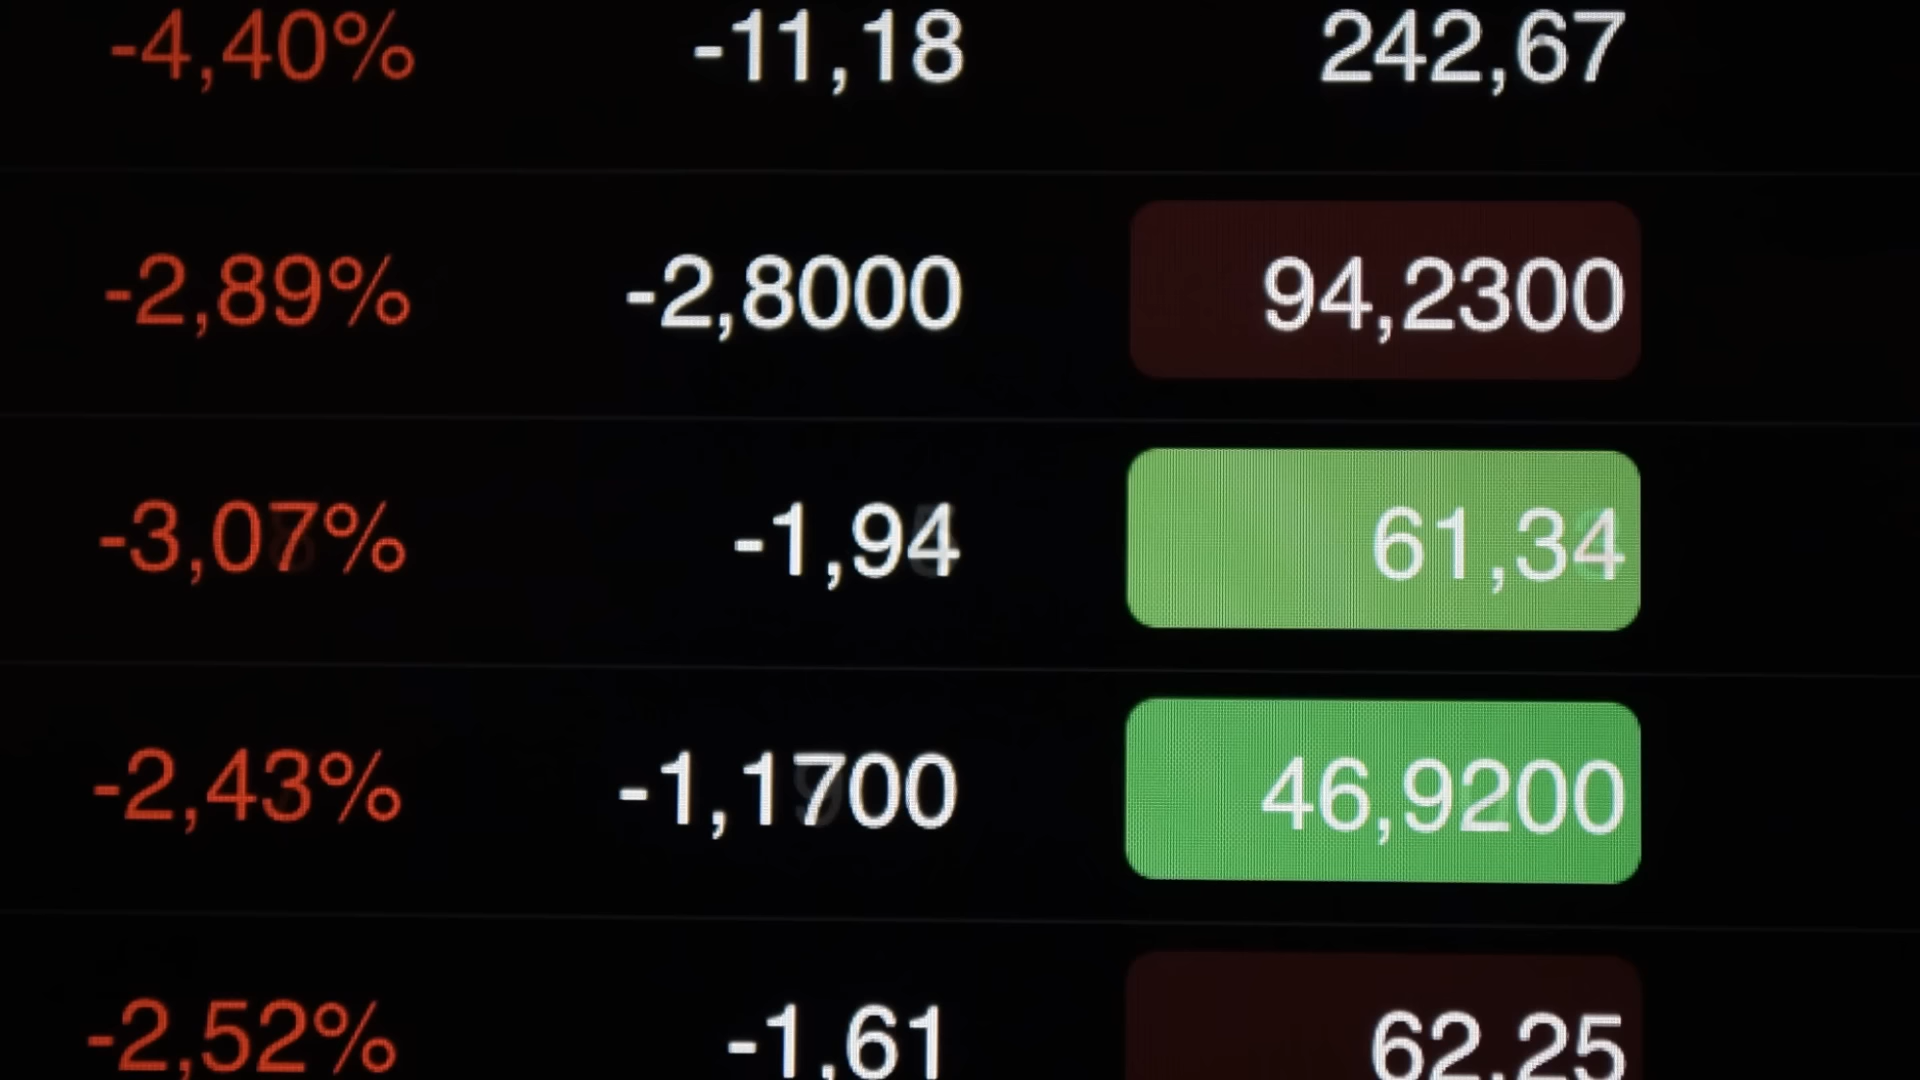 -4,40% -11,18 242,67
-2,89% -2,8000 94,2300
-3,07% -1,94 61,34
-2,43% -1,1700 46,9200
-2,52% -1,61 62,25